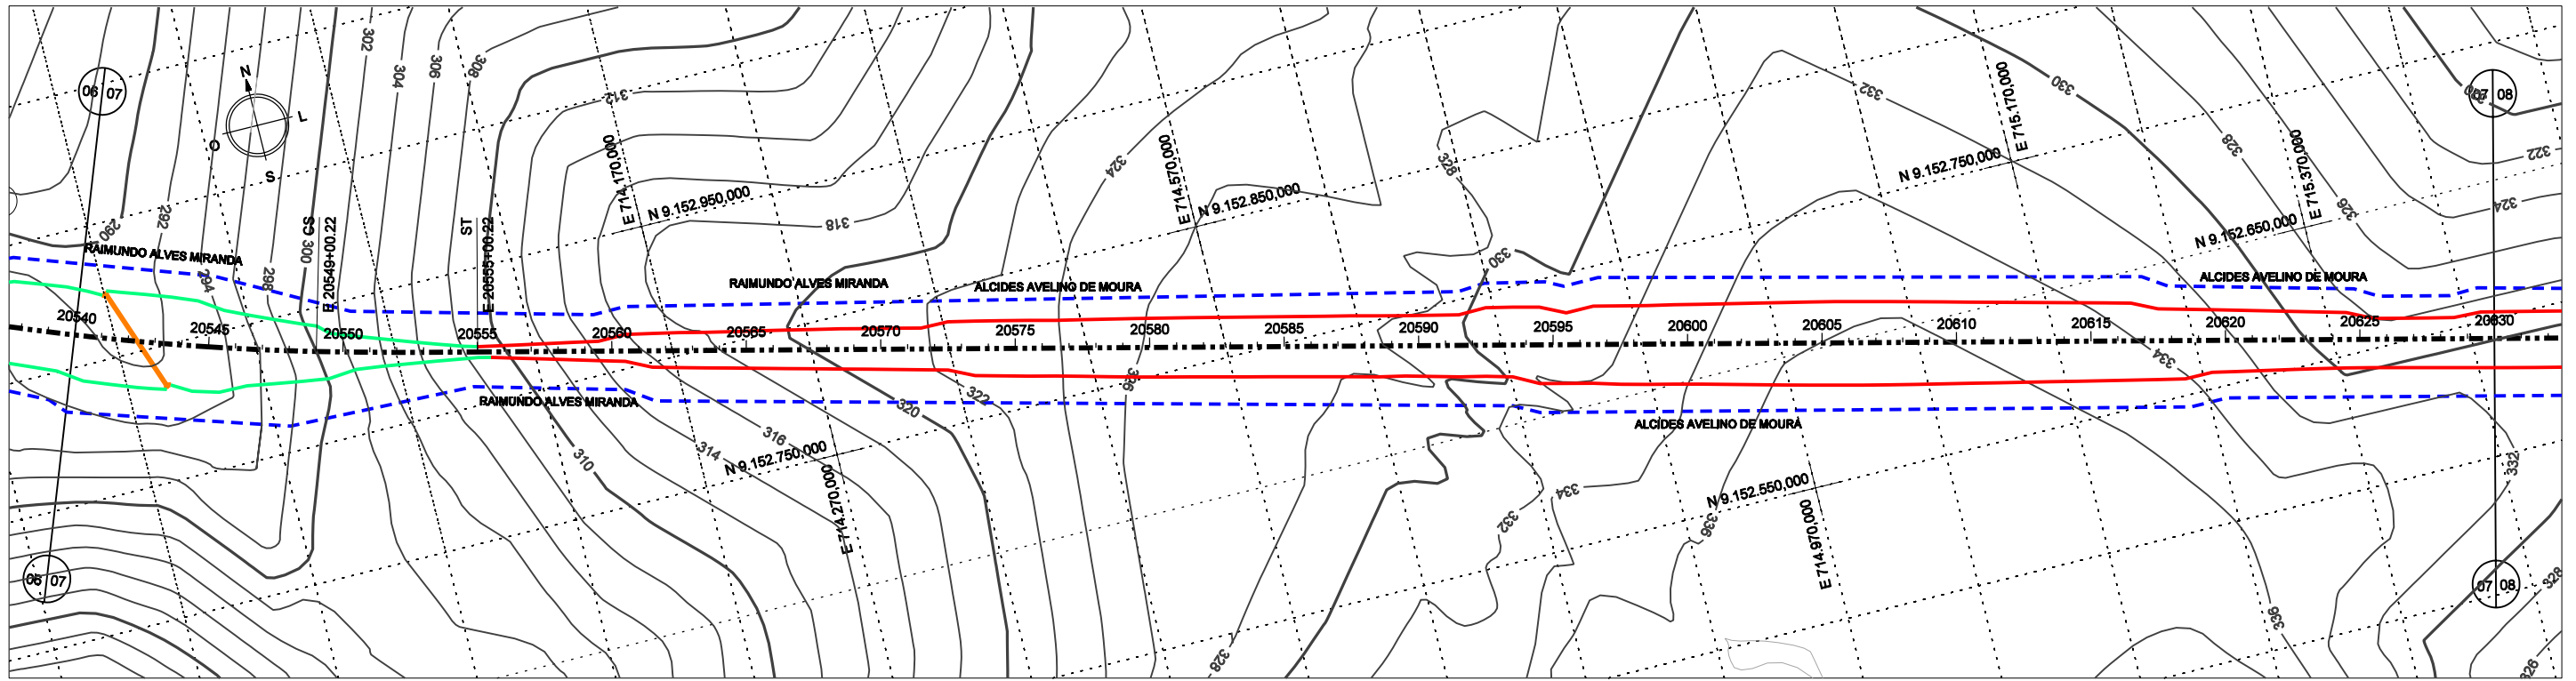 302
304
306
308
312
06 07
N
L
O
S
290
292
294
298
300
CS
E 20549+00.22
ST
E 20555+00.22
RAIMUNDO ALVES MIRANDA
E 714.170,000
N 9.152.950,000
318
324
E 714.570,000
N 9.152.850,000
328
330
332
N 9.152.750,000
E 715.170,000
330
328
E 715.370,000
326
N 9.152.650,000
07 08
322
324
RAIMUNDO ALVES MIRANDA
ALCIDES AVELINO DE MOURA
ALCIDES AVELINO DE MOURA
20540
20545
20550
20555
20560
20565
20570
20575
20580
20585
20590
20595
20600
20605
20610
20615
20620
20625
20630
334
322
320
RAIMUNDO ALVES MIRANDA
ALCIDES AVELINO DE MOURA
310
314
316
N 9.152.750,000
E 714.270,000
334
332
336
N 9.152.550,000
E 714.970,000
332
06 07
07 08
328
328
336
326